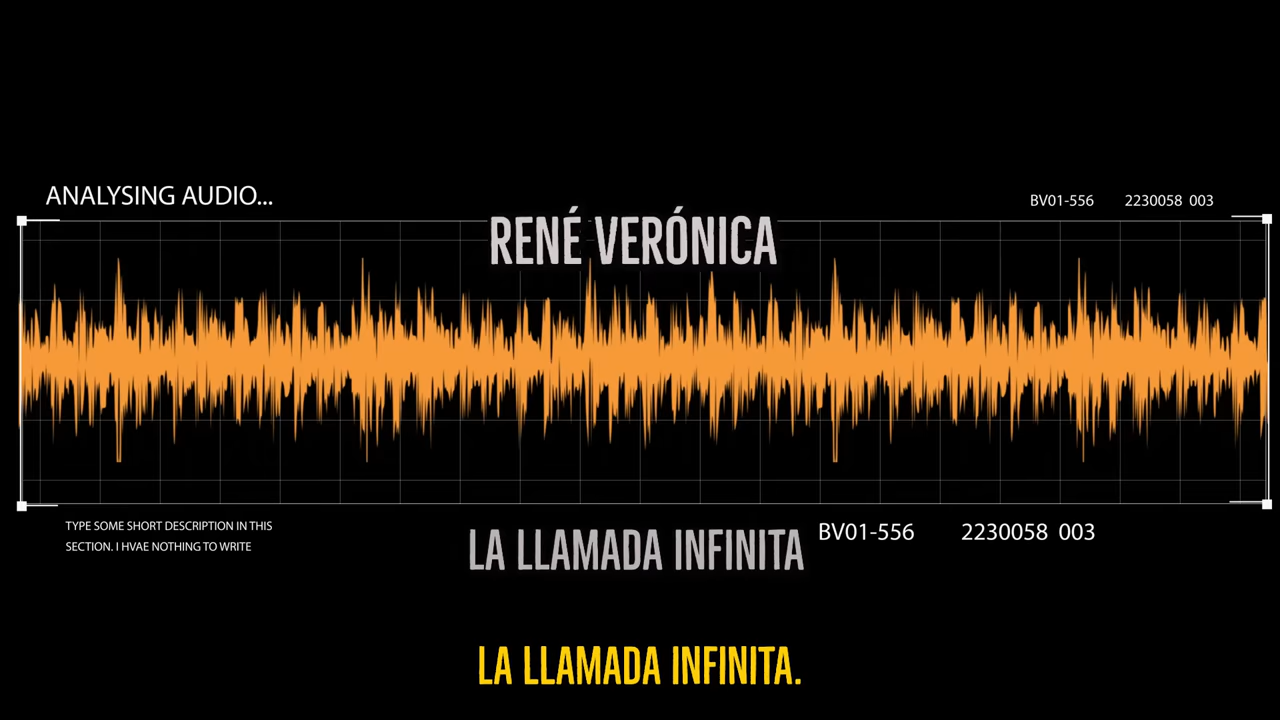 ANALYSING AUDIO...
BV01-556 2230058 003
RENÉ VERÓNICA
TYPE SOME SHORT DESCRIPTION IN THIS
SECTION. I HVAE NOTHING TO WRITE
LA LLAMADA INFINITA
BV01-556 2230058 003
LA LLAMADA INFINITA.